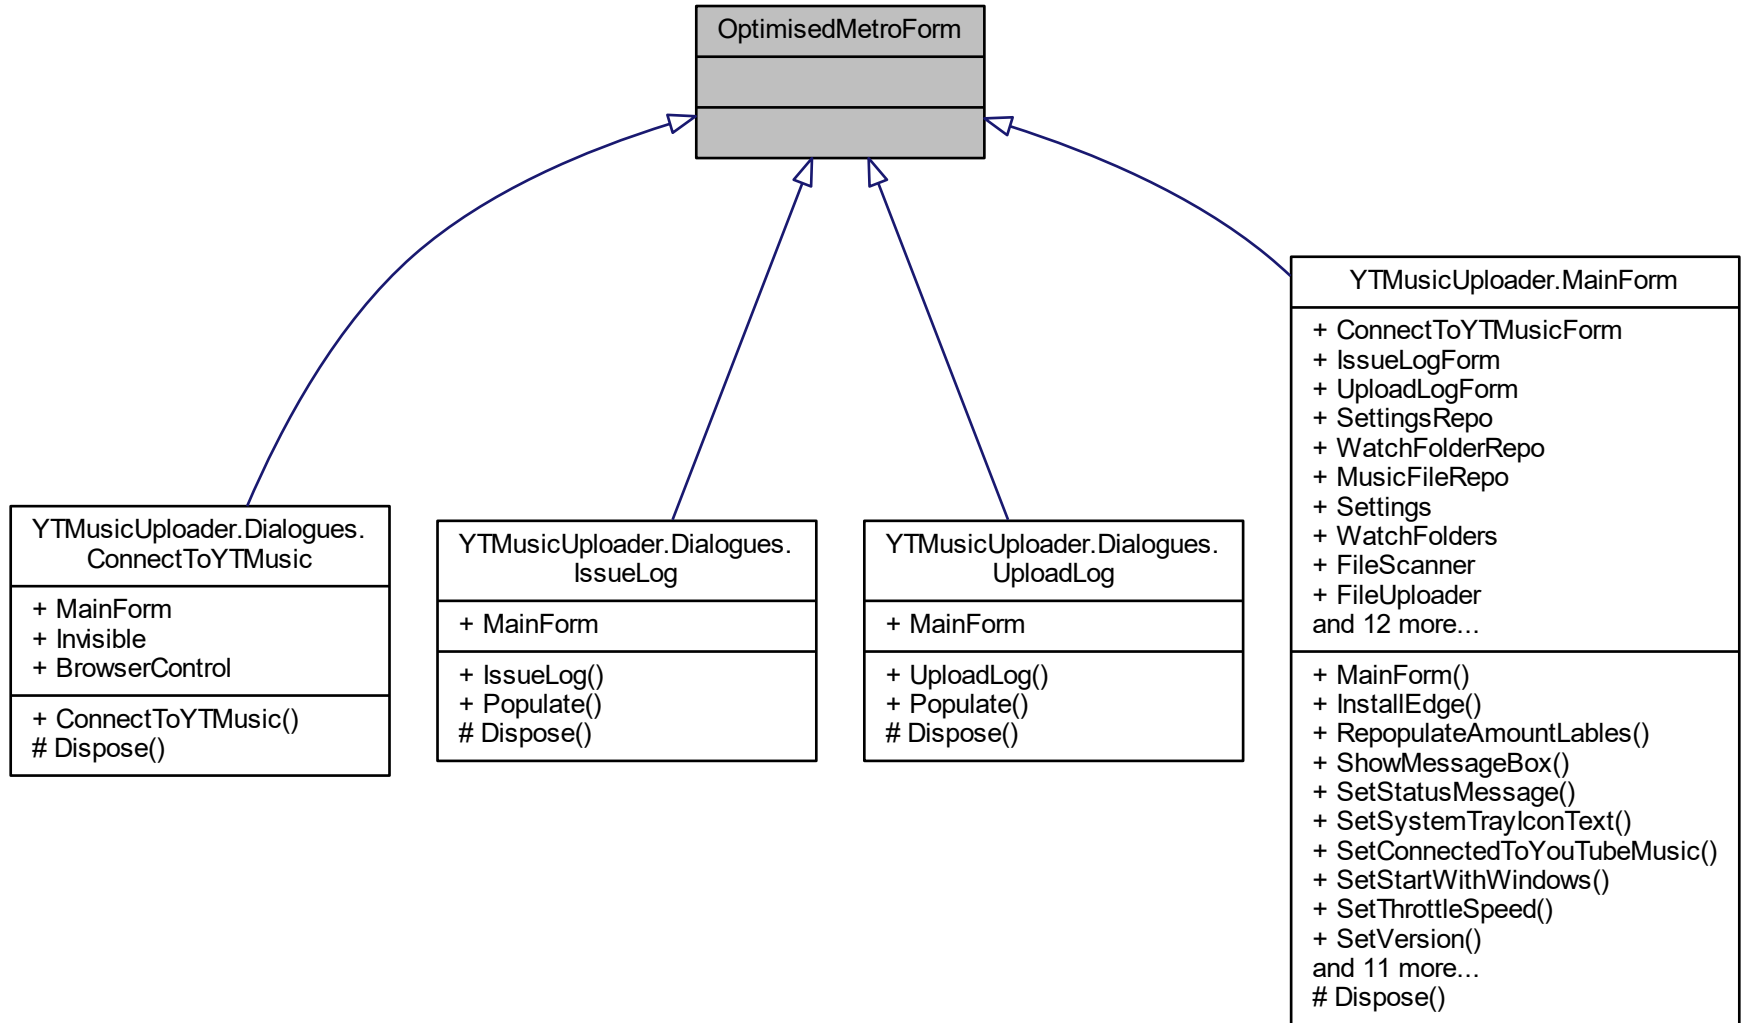 OptimisedMetroForm
YTMusicUploader.Dialogues.
ConnectToYTMusic
+ MainForm
+ Invisible
+ BrowserControl
+ ConnectToYTMusic()
# Dispose()
YTMusicUploader.Dialogues.
IssueLog
+ MainForm
+ IssueLog()
+ Populate()
# Dispose()
YTMusicUploader.Dialogues.
UploadLog
+ MainForm
+ UploadLog()
+ Populate()
# Dispose()
YTMusicUploader.MainForm
+ ConnectToYTMusicForm
+ IssueLogForm
+ UploadLogForm
+ SettingsRepo
+ WatchFolderRepo
+ MusicFileRepo
+ Settings
+ WatchFolders
+ FileScanner
+ FileUploader
and 12 more...
+ MainForm()
+ InstallEdge()
+ RepopulateAmountLables()
+ ShowMessageBox()
+ SetStatusMessage()
+ SetSystemTrayIconText()
+ SetConnectedToYouTubeMusic()
+ SetStartWithWindows()
+ SetThrottleSpeed()
+ SetVersion()
and 11 more...
# Dispose()